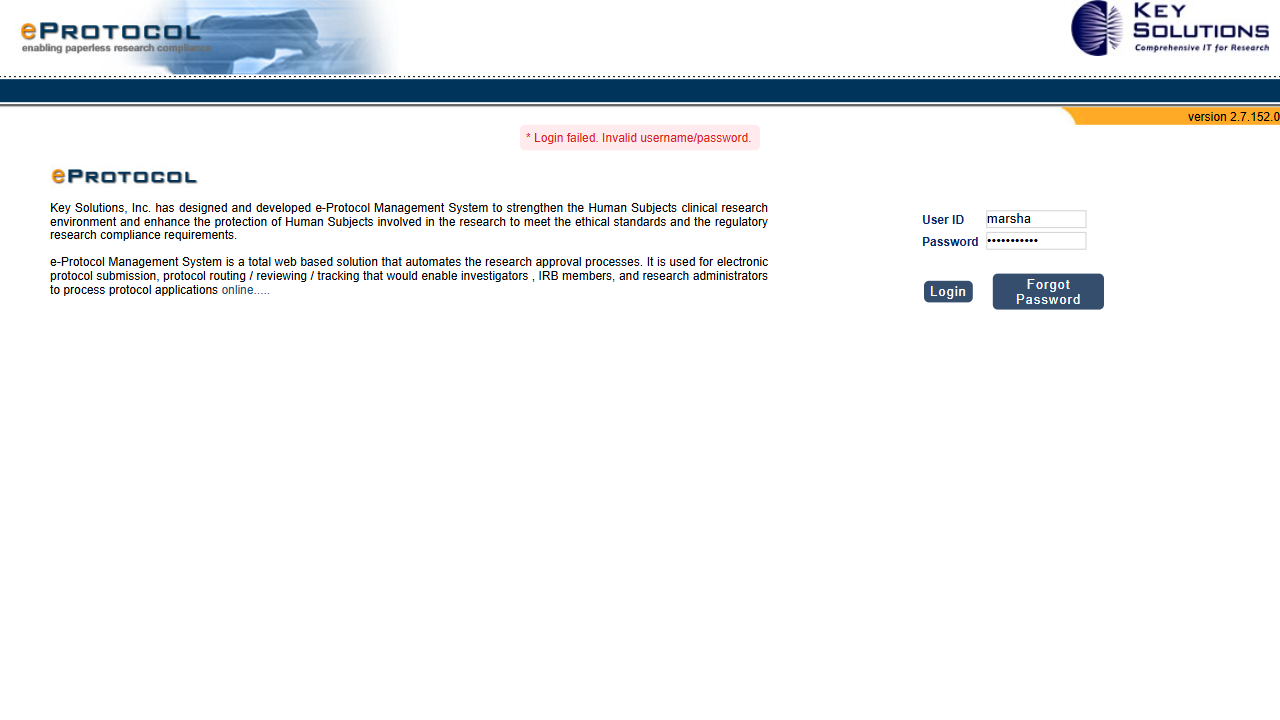 ePROTOCOL
enabling paperless research compliance
KEY
SOLUTIONS
Comprehensive IT for Research
version 2.7.152.0
* Login failed. Invalid username/password.
ePROTOCOL
Key Solutions, Inc. has designed and developed e-Protocol Management System to strengthen the Human Subjects clinical research
environment and enhance the protection of Human Subjects involved in the research to meet the ethical standards and the regulatory
research compliance requirements.
e-Protocol Management System is a total web based solution that automates the research approval processes. It is used for electronic
protocol submission, protocol routing / reviewing / tracking that would enable investigators , IRB members, and research administrators
to process protocol applications online.....
User ID marsha
Password •••••••••••
Login
Forgot
Password